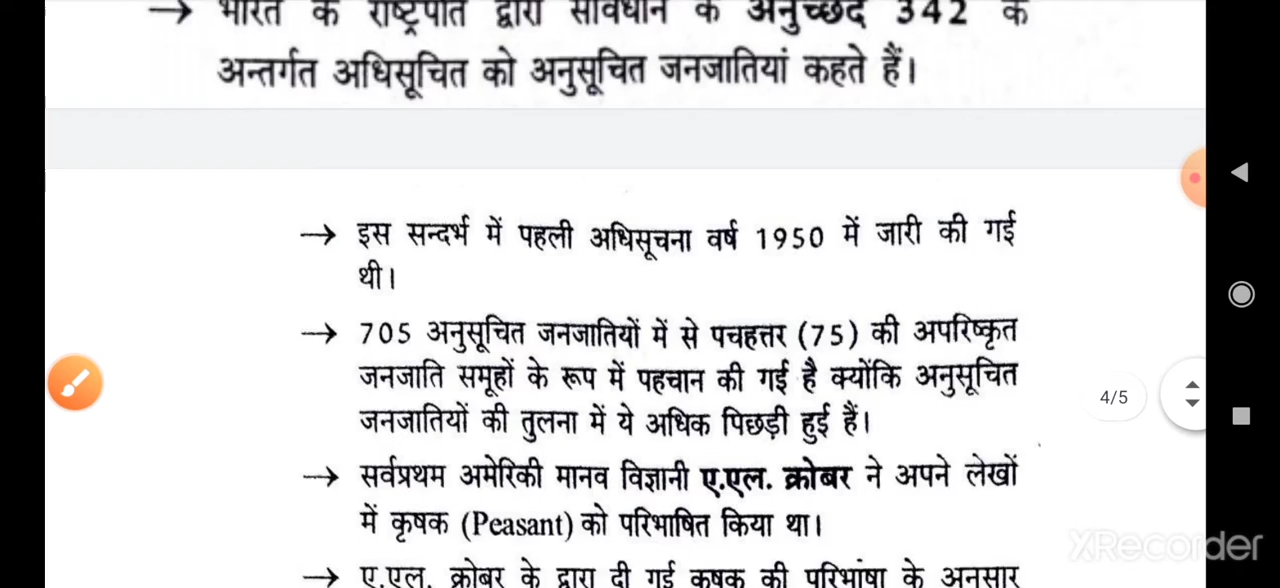 → भारत के राष्ट्रपति द्वारा संविधान के अनुच्छेद 342 के
अन्तर्गत अधिसूचित को अनुसूचित जनजातियां कहते हैं।
→ इस सन्दर्भ में पहली अधिसूचना वर्ष 1950 में जारी की गई
थी।
→ 705 अनुसूचित जनजातियों में से पचहत्तर (75) की अपरिष्कृत
जनजाति समूहों के रूप में पहचान की गई है क्योंकि अनुसूचित
जनजातियों की तुलना में ये अधिक पिछड़ी हुई हैं।
4/5
→ सर्वप्रथम अमेरिकी मानव विज्ञानी ए.एल. क्रोबर ने अपने लेखों
में कृषक (Peasant) को परिभाषित किया था।
XRecorder
→ ए.एल. क्रोबर के द्वारा दी गई कृषक की परिभाषा के अनुसार